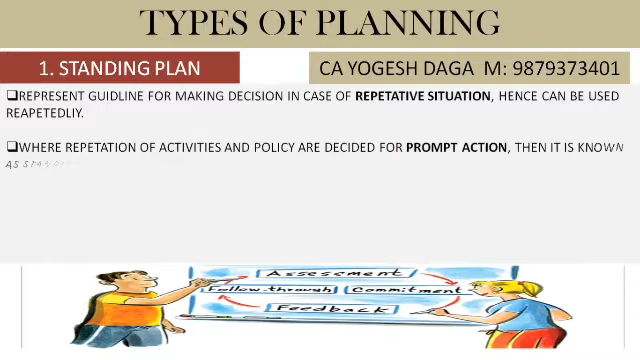 TYPES OF PLANNING
1. STANDING PLAN
CA YOGESH DAGA M: 9879373401
❑REPRESENT GUIDLINE FOR MAKING DECISION IN CASE OF REPETATIVE SITUATION, HENCE CAN BE USED
REAPETEDLIY.
❑WHERE REPETATION OF ACTIVITIES AND POLICY ARE DECIDED FOR PROMPT ACTION, THEN IT IS KNOWN
AS
Assessment
Follow.through Commitment
Feedback